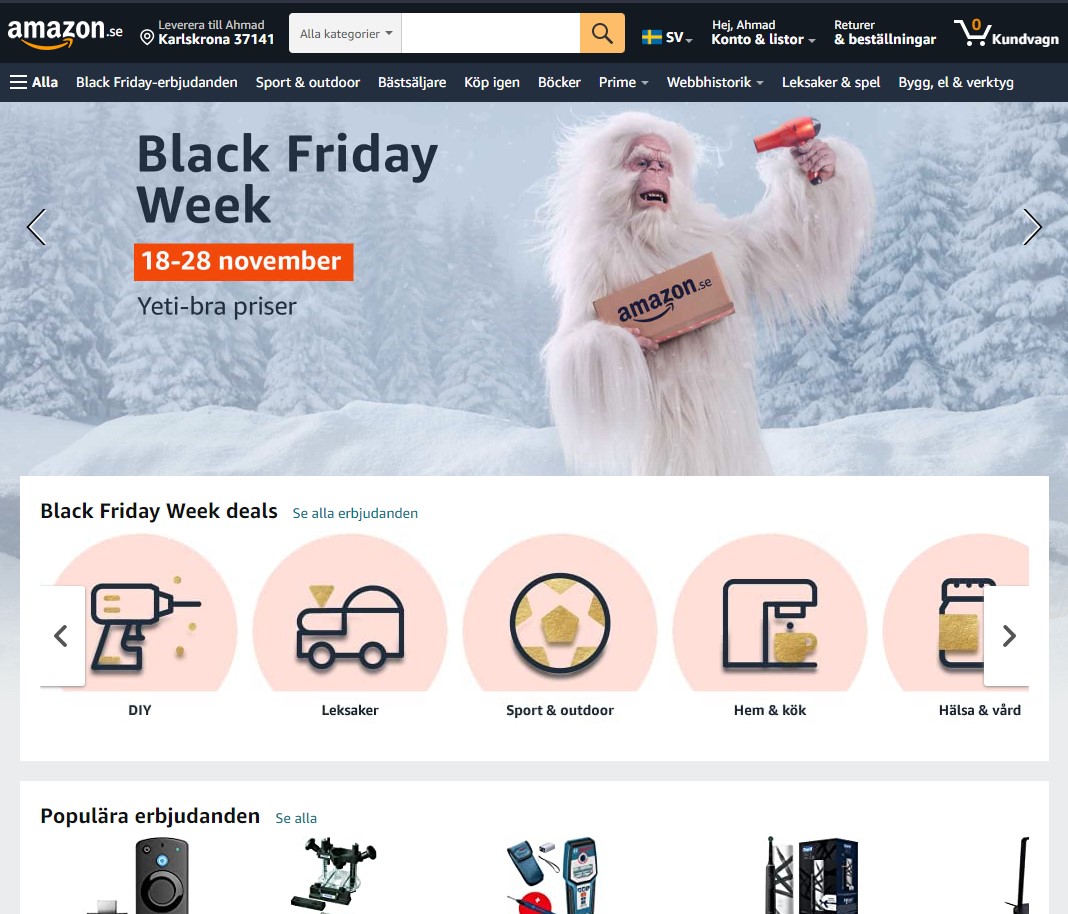 amazon.se
Leverera till Ahmad
Karlskrona 37141
Alla kategorier
SV
Hej, Ahmad
Konto & listor
Returer
& beställningar
0
Kundvagn
Alla
Black Friday-erbjudanden
Sport & outdoor
Bästsäljare
Köp igen
Böcker
Prime
Webbhistorik
Leksaker & spel
Bygg, el & verktyg
Black Friday
Week
18-28 november
Yeti-bra priser
amazon.se
Black Friday Week deals
Se alla erbjudanden
DIY
Leksaker
Sport & outdoor
Hem & kök
Hälsa & vård
Populära erbjudanden
Se alla